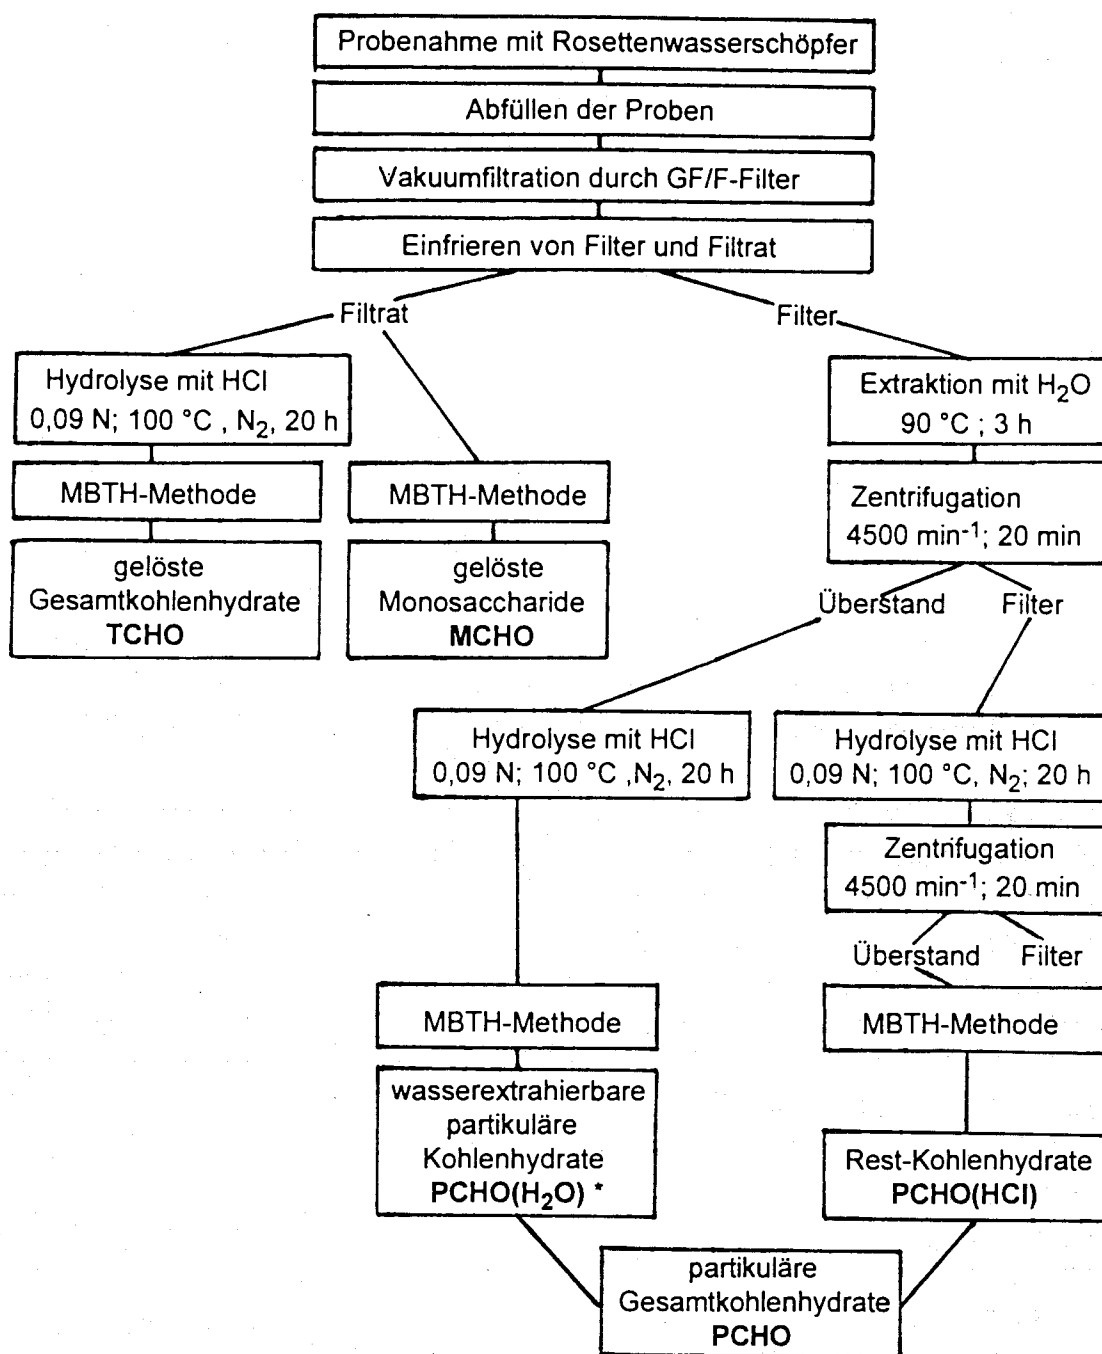 Probenahme mit Rosettenwasserschöpfer
Abfüllen der Proben
Vakuumfiltration durch GF/F-Filter
Einfrieren von Filter und Filtrat
Filtrat
Filter
Hydrolyse mit HCl
0,09 N; 100 °C , N₂, 20 h
MBTH-Methode
gelöste
Gesamtkohlenhydrate
TCHO
MBTH-Methode
gelöste
Monosaccharide
MCHO
Extraktion mit H₂O
90 °C ; 3 h
Zentrifugation
4500 min⁻¹; 20 min
Überstand
Filter
Hydrolyse mit HCl
0,09 N; 100 °C ,N₂, 20 h
MBTH-Methode
wasserextrahierbare
partikuläre
Kohlenhydrate
PCHO(H₂O) *
Hydrolyse mit HCl
0,09 N; 100 °C, N₂; 20 h
Zentrifugation
4500 min⁻¹; 20 min
Überstand
Filter
MBTH-Methode
Rest-Kohlenhydrate
PCHO(HCl)
partikuläre
Gesamtkohlenhydrate
PCHO